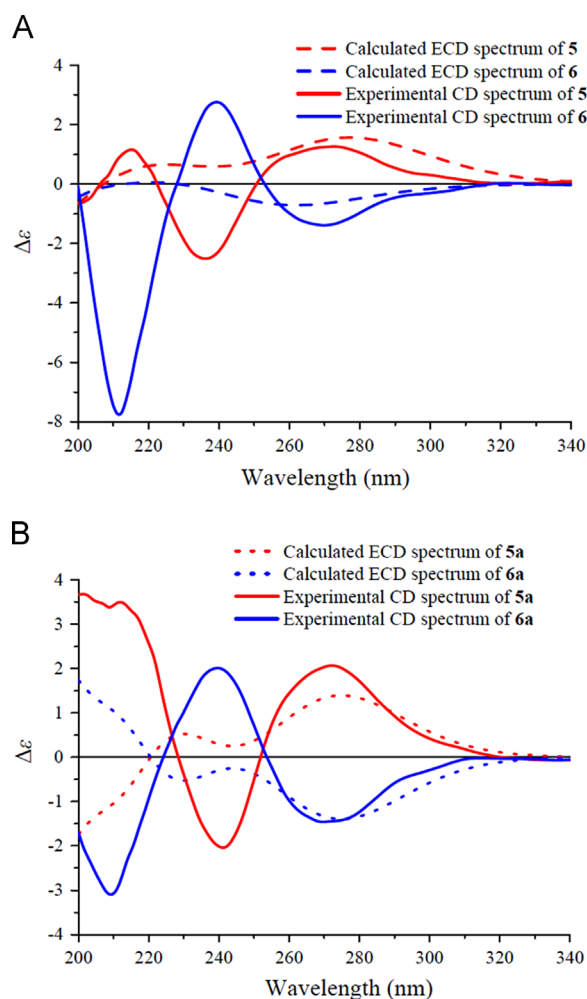 A
Calculated ECD spectrum of 5
Calculated ECD spectrum of 6
Experimental CD spectrum of 5
Experimental CD spectrum of 6
4
2
0
-2
-4
-6
-8
Δε
200 220 240 260 280 300 320 340
Wavelength (nm)
B
Calculated ECD spectrum of 5a
Calculated ECD spectrum of 6a
Experimental CD spectrum of 5a
Experimental CD spectrum of 6a
4
3
2
1
0
-1
-2
-3
-4
Δε
200 220 240 260 280 300 320 340
Wavelength (nm)